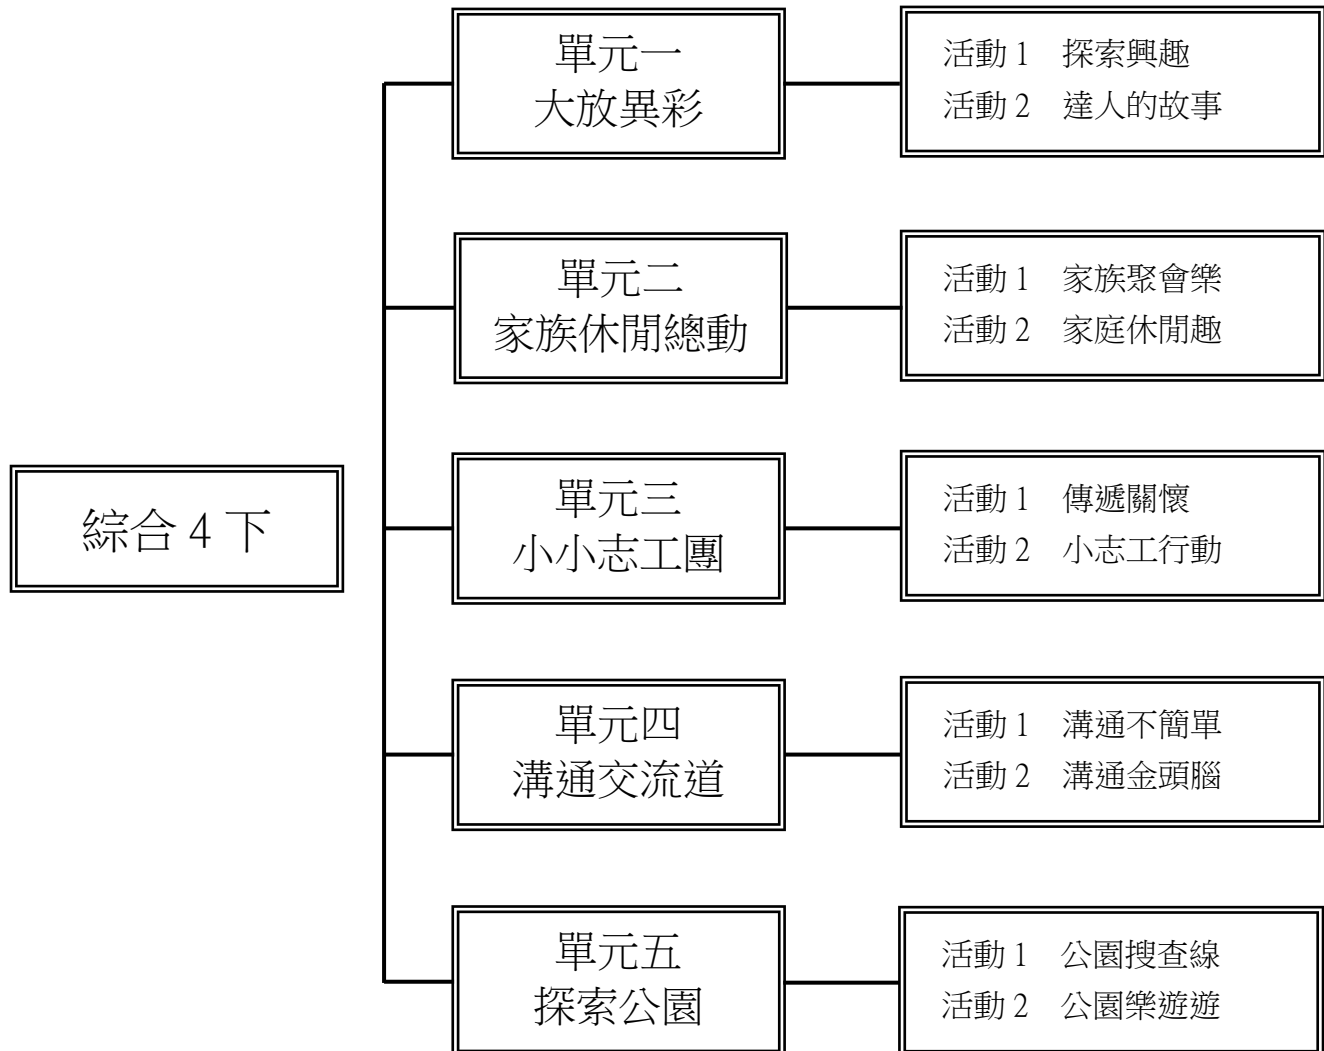 綜合 4 下
單元一
大放異彩
活動 1　探索興趣
活動 2　達人的故事
單元二
家族休閒總動
活動 1　家族聚會樂
活動 2　家庭休閒趣
單元三
小小志工團
活動 1　傳遞關懷
活動 2　小志工行動
單元四
溝通交流道
活動 1　溝通不簡單
活動 2　溝通金頭腦
單元五
探索公園
活動 1　公園搜查線
活動 2　公園樂遊遊